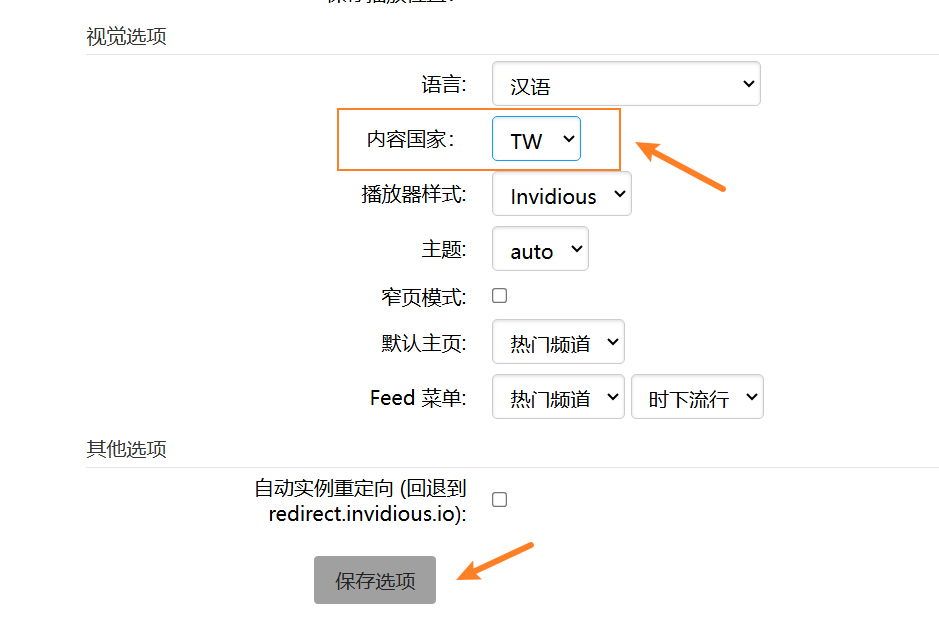 视觉选项
语言: 汉语
内容国家: TW
播放器样式: Invidious
主题: auto
窄页模式:
默认主页: 热门频道
Feed 菜单: 热门频道 时下流行
其他选项
自动实例重定向 (回退到
redirect.invidious.io):
保存选项